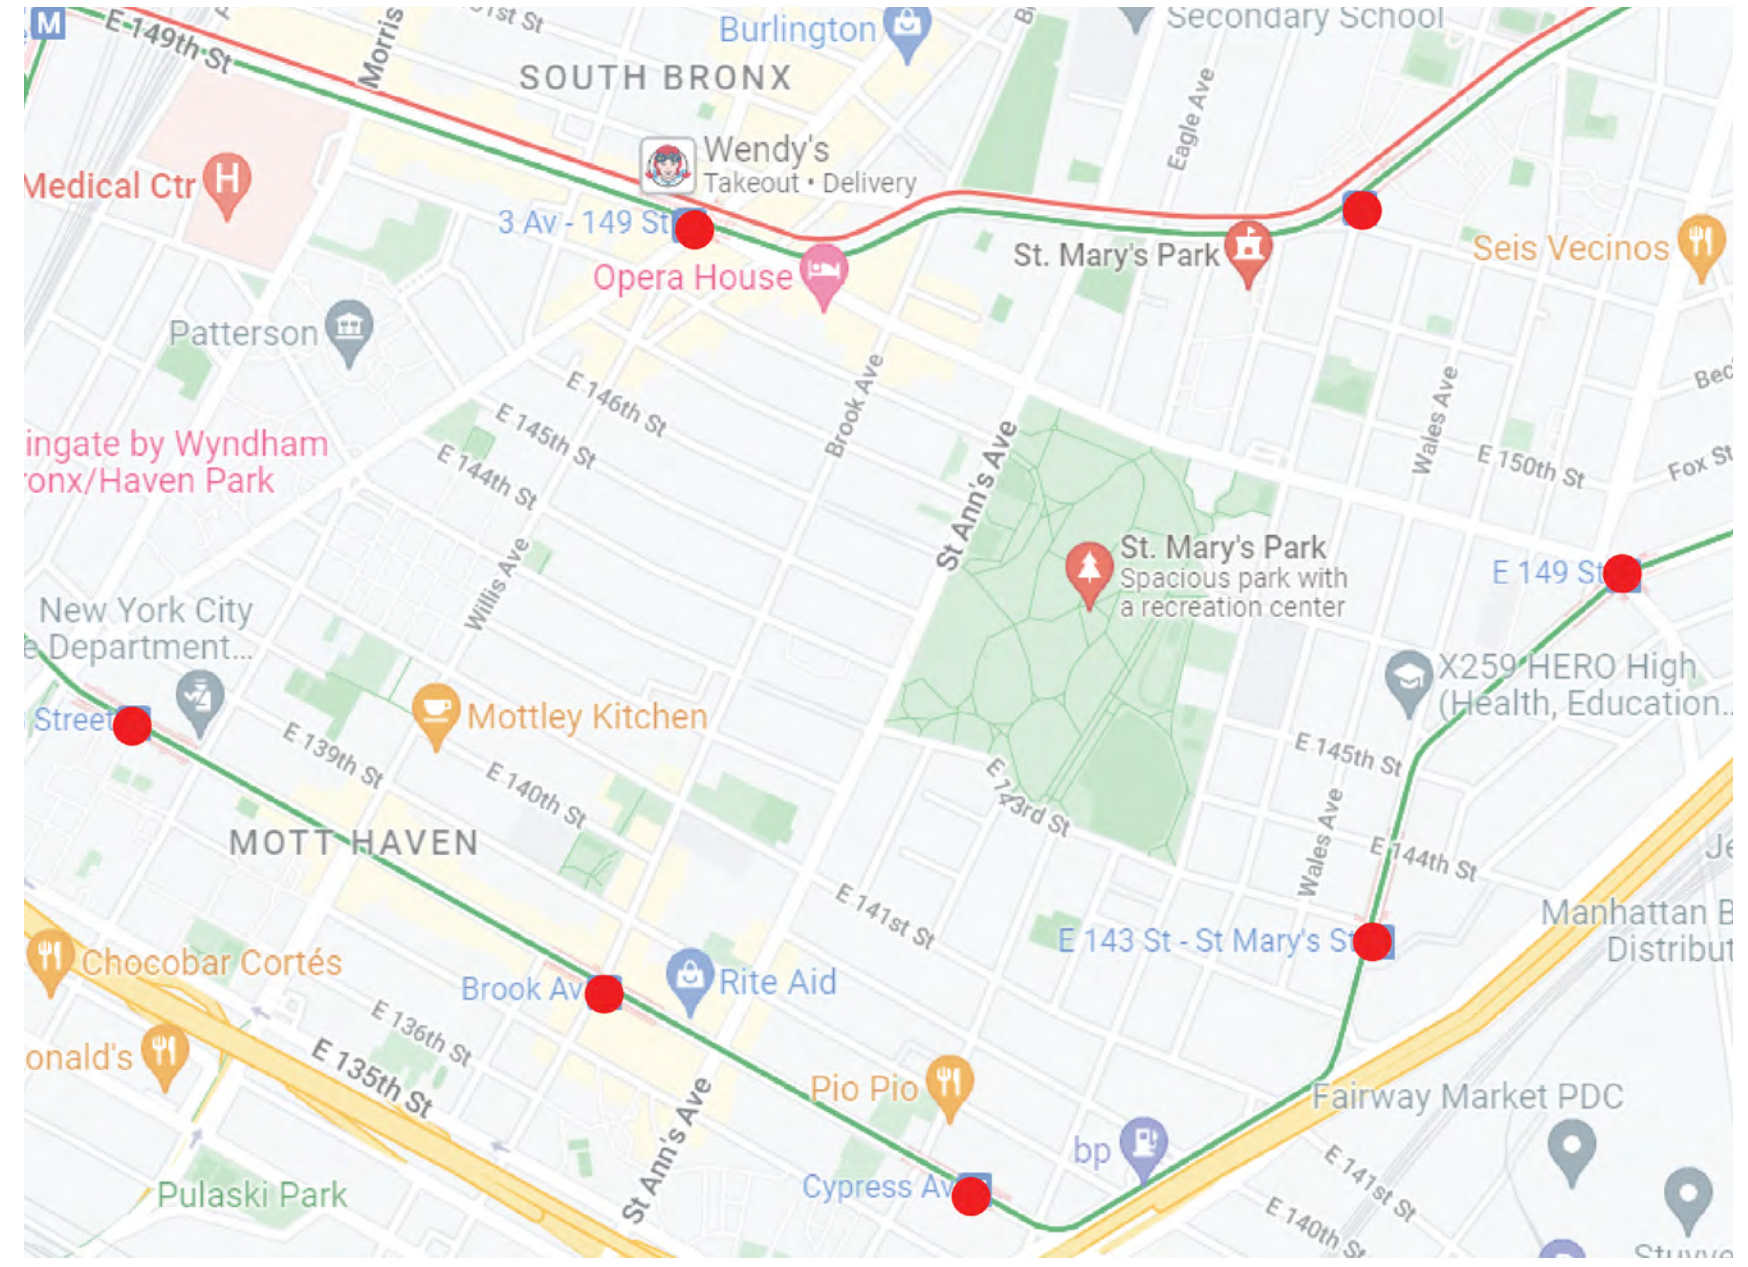 M
E 149th St
Morris
Burlington
Secondary School
SOUTH BRONX
Eagle Ave
Wendy's
Takeout • Delivery
Medical Ctr
H
3 Av - 149 St
St. Mary's Park
Seis Vecinos
Opera House
Patterson
E 146th St
Brook Ave
E 145th St
E 144th St
St Ann's Ave
Wales Ave
E 150th St
Fox St
ingate by Wyndham
ronx/Haven Park
Willis Ave
St. Mary's Park
Spacious park with
a recreation center
E 149 St
New York City
e Department...
X259 HERO High
(Health, Education...
Street
Mottley Kitchen
E 139th St
E 140th St
E 145th St
E 143rd St
MOTT HAVEN
Wales Ave
E 144th St
E 141st St
Manhattan B
Distribut
E 143 St - St Mary's St
Chocobar Cortés
Brook Av
Rite Aid
E 136th St
onald's
E 135th St
Pio Pio
Fairway Market PDC
St Ann's Ave
bp
Cypress Av
E 141st St
Pulaski Park
E 140th St